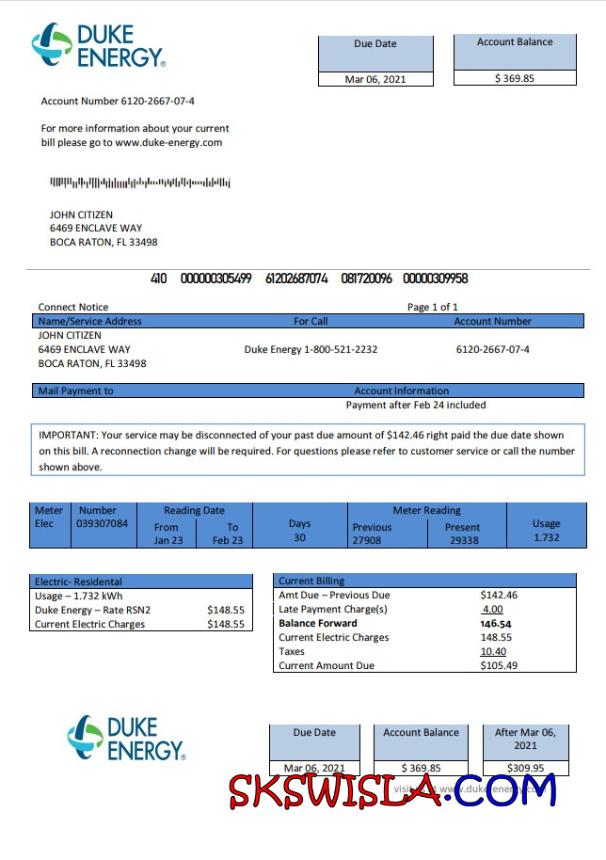 DUKE
ENERGY®
Due Date
Mar 06, 2021
Account Balance
$ 369.85
Account Number 6120-2667-07-4
For more information about your current
bill please go to www.duke-energy.com
JOHN CITIZEN
6469 ENCLAVE WAY
BOCA RATON, FL 33498
410 000000305499 61202687074 081720096 00000309958
Connect Notice Page 1 of 1
Name/Service Address For Call Account Number
JOHN CITIZEN
6469 ENCLAVE WAY Duke Energy 1-800-521-2232 6120-2667-07-4
BOCA RATON, FL 33498
Mail Payment to Account Information
Payment after Feb 24 included
IMPORTANT: Your service may be disconnected of your past due amount of $142.46 right paid the due date shown
on this bill. A reconnection change will be required. For questions please refer to customer service or call the number
shown above.
Meter Number Reading Date Meter Reading
Elec 039307084 From To Days Previous Present Usage
Jan 23 Feb 23 30 27908 29338 1.732
Electric- Residential
Usage – 1.732 kWh
Duke Energy – Rate RSN2 $148.55
Current Electric Charges $148.55
Current Billing
Amt Due – Previous Due $142.46
Late Payment Charge(s) 4.00
Balance Forward 146.54
Current Electric Charges 148.55
Taxes 10.40
Current Amount Due $105.49
DUKE
ENERGY®
Due Date Account Balance After Mar 06,
2021
Mar 06, 2021 $ 369.85 $309.95
SKSWISLA.COM